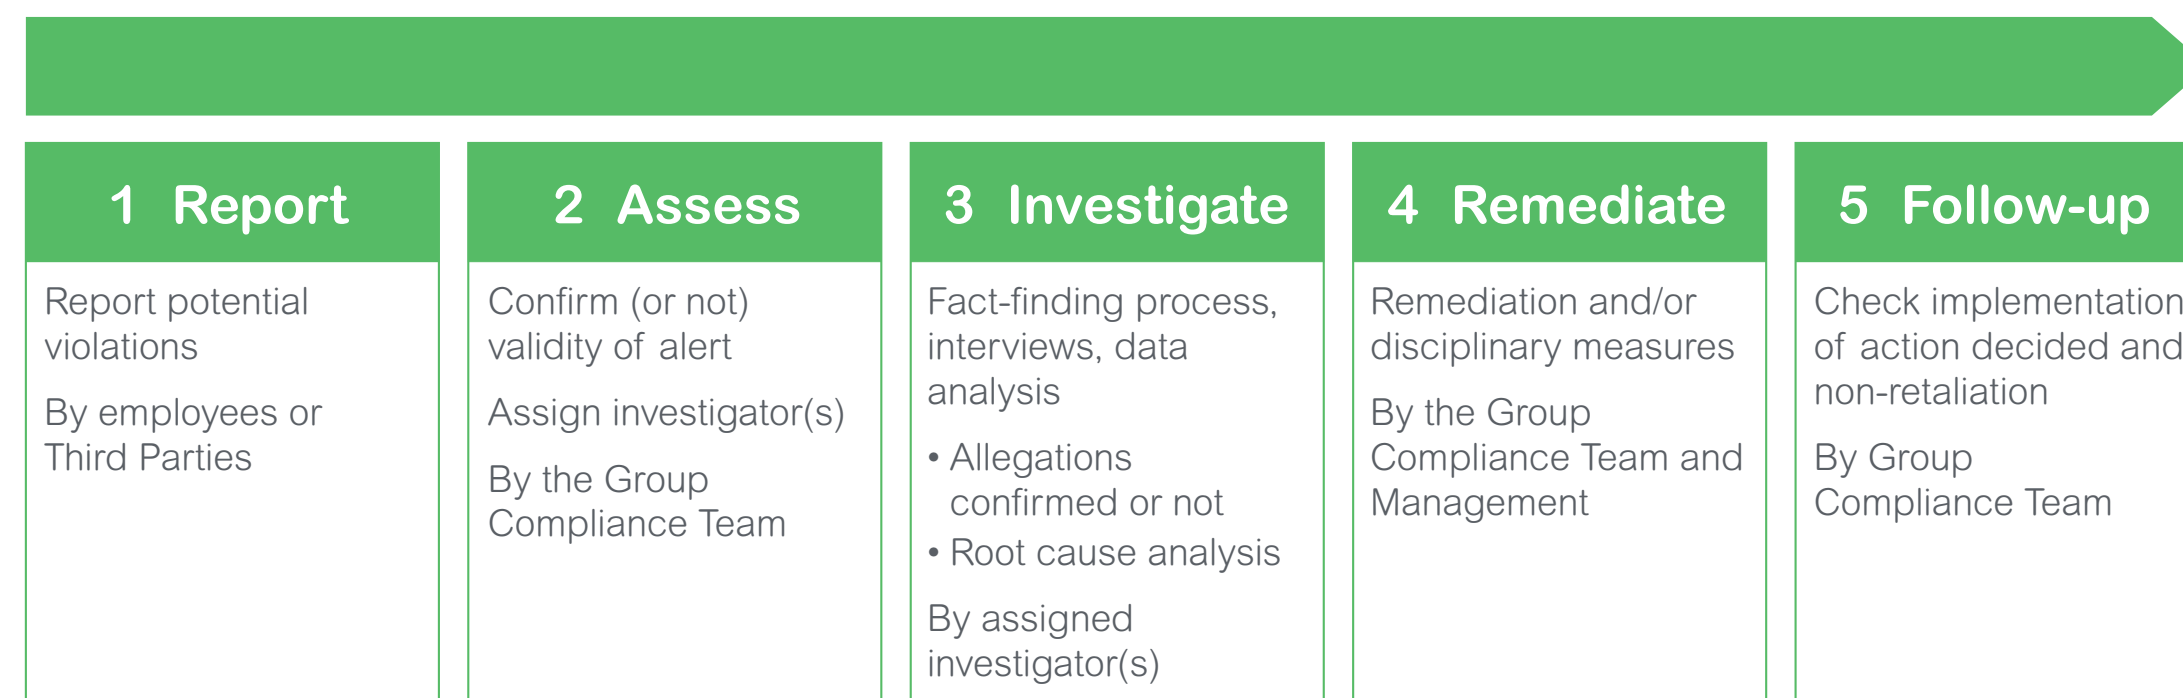 1 Report
Report potential
violations
By employees or
Third Parties
2 Assess
Confirm (or not)
validity of alert
Assign investigator(s)
By the Group
Compliance Team
3 Investigate
Fact-finding process,
interviews, data
analysis
• Allegations
confirmed or not
• Root cause analysis
By assigned
investigator(s)
4 Remediate
Remediation and/or
disciplinary measures
By the Group
Compliance Team and
Management
5 Follow-up
Check implementation
of action decided and
non-retaliation
By Group
Compliance Team